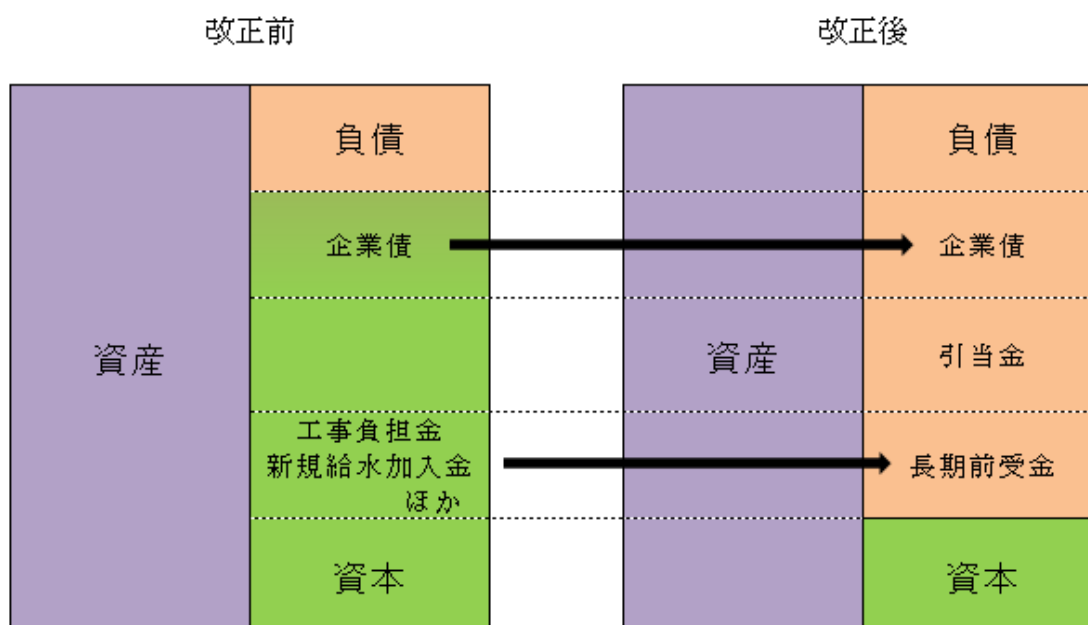 改正前
改正後
資産
負債
企業債
工事負担金
新規給水加入金
ほか
資本
資産
負債
企業債
引当金
長期前受金
資本